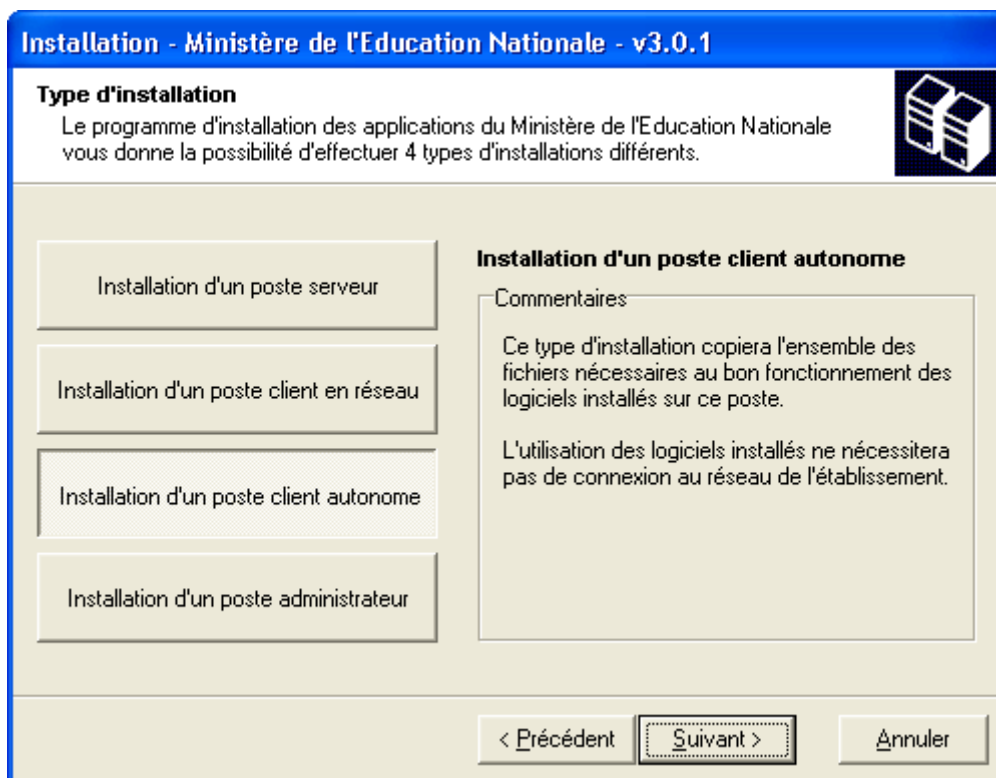 Installation - Ministère de l'Education Nationale - v3.0.1
Type d'installation
Le programme d'installation des applications du Ministère de l'Education Nationale
vous donne la possibilité d'effectuer 4 types d'installations différents.
Installation d'un poste serveur
Installation d'un poste client en réseau
Installation d'un poste client autonome
Installation d'un poste administrateur
Installation d'un poste client autonome
Commentaires
Ce type d'installation copiera l'ensemble des
fichiers nécessaires au bon fonctionnement des
logiciels installés sur ce poste.
L'utilisation des logiciels installés ne nécessitera
pas de connexion au réseau de l'établissement.
< Précédent
Suivant >
Annuler